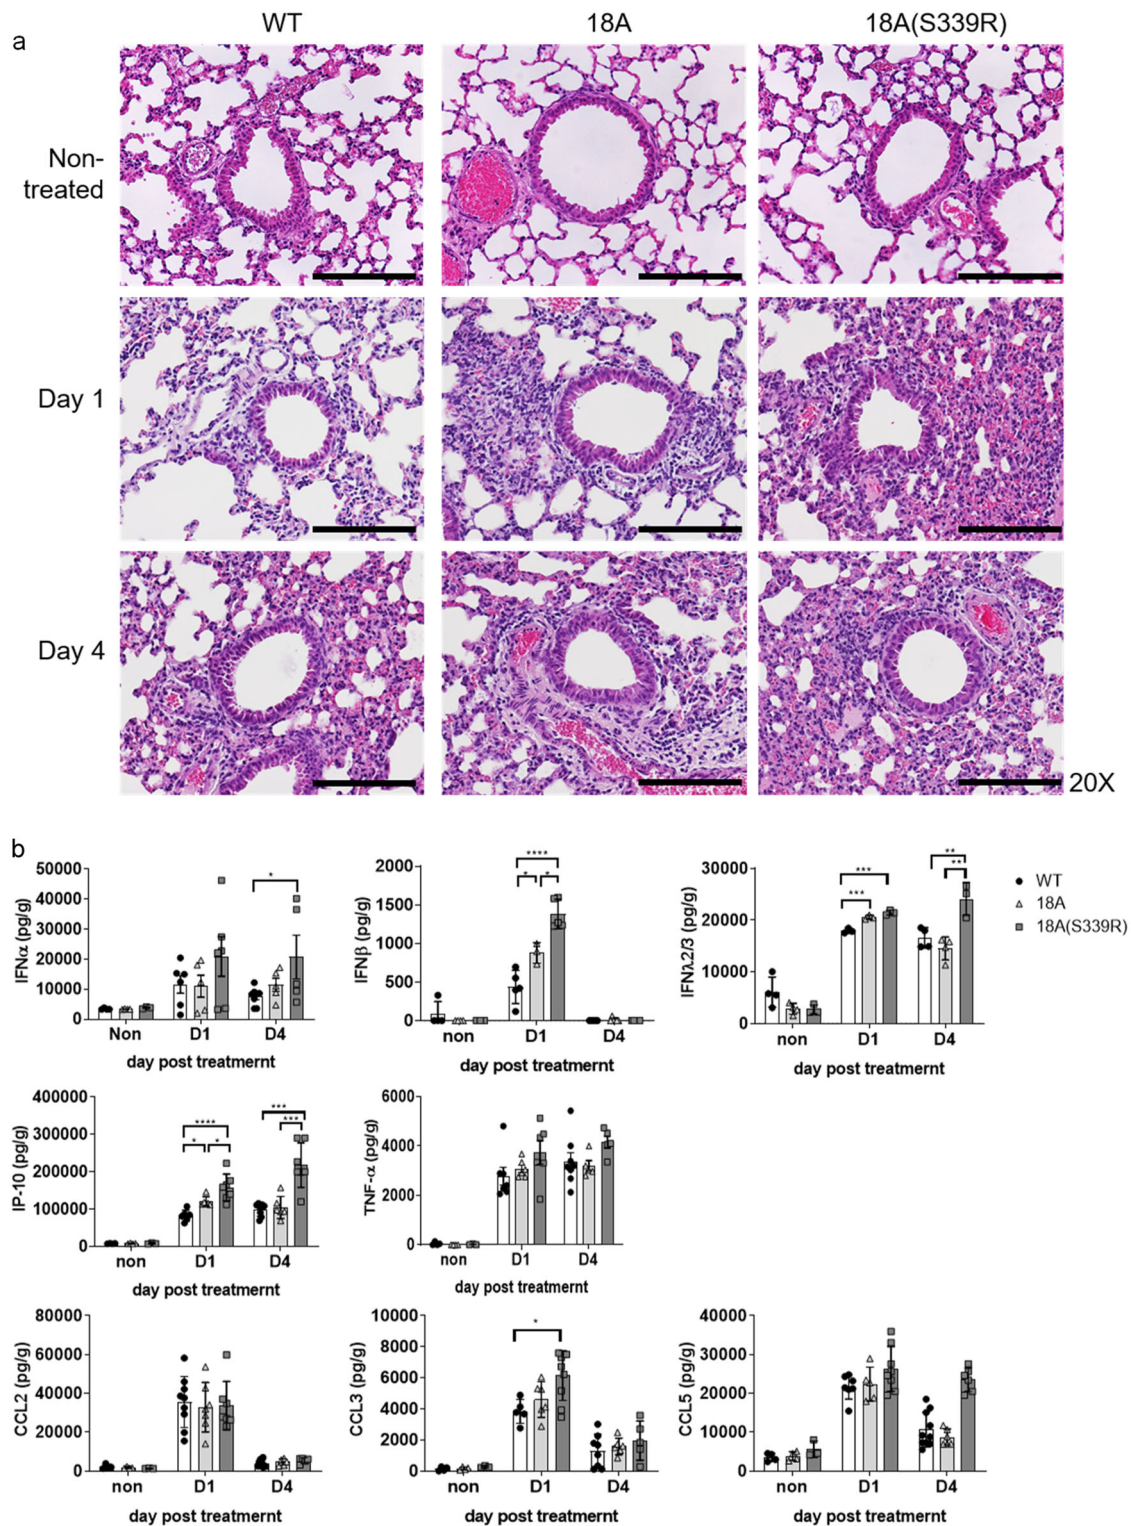 WT 18A 18A(S339R)
a
Non-
treated
Day 1
Day 4
20X
b
IFNα (pg/g)
50000
40000
30000
20000
10000
0
Non D1 D4
day post treatmernt
IFNβ (pg/g)
2000
1500
1000
500
0
**** * *
non D1 D4
day post treatmernt
IFNλ2/3 (pg/g)
30000
20000
10000
0
*** *** ** **
non D1 D4
day post treatmernt
WT
18A
18A(S339R)
IP-10 (pg/g)
400000
300000
200000
100000
0
**** * * *** ***
non D1 D4
day post treatmernt
TNF-α (pg/g)
6000
4000
2000
0
non D1 D4
day post treatmernt
CCL2 (pg/g)
80000
60000
40000
20000
0
non D1 D4
day post treatmernt
CCL3 (pg/g)
10000
8000
6000
4000
2000
0
*
non D1 D4
day post treatmernt
CCL5 (pg/g)
40000
30000
20000
10000
0
non D1 D4
day post treatmernt